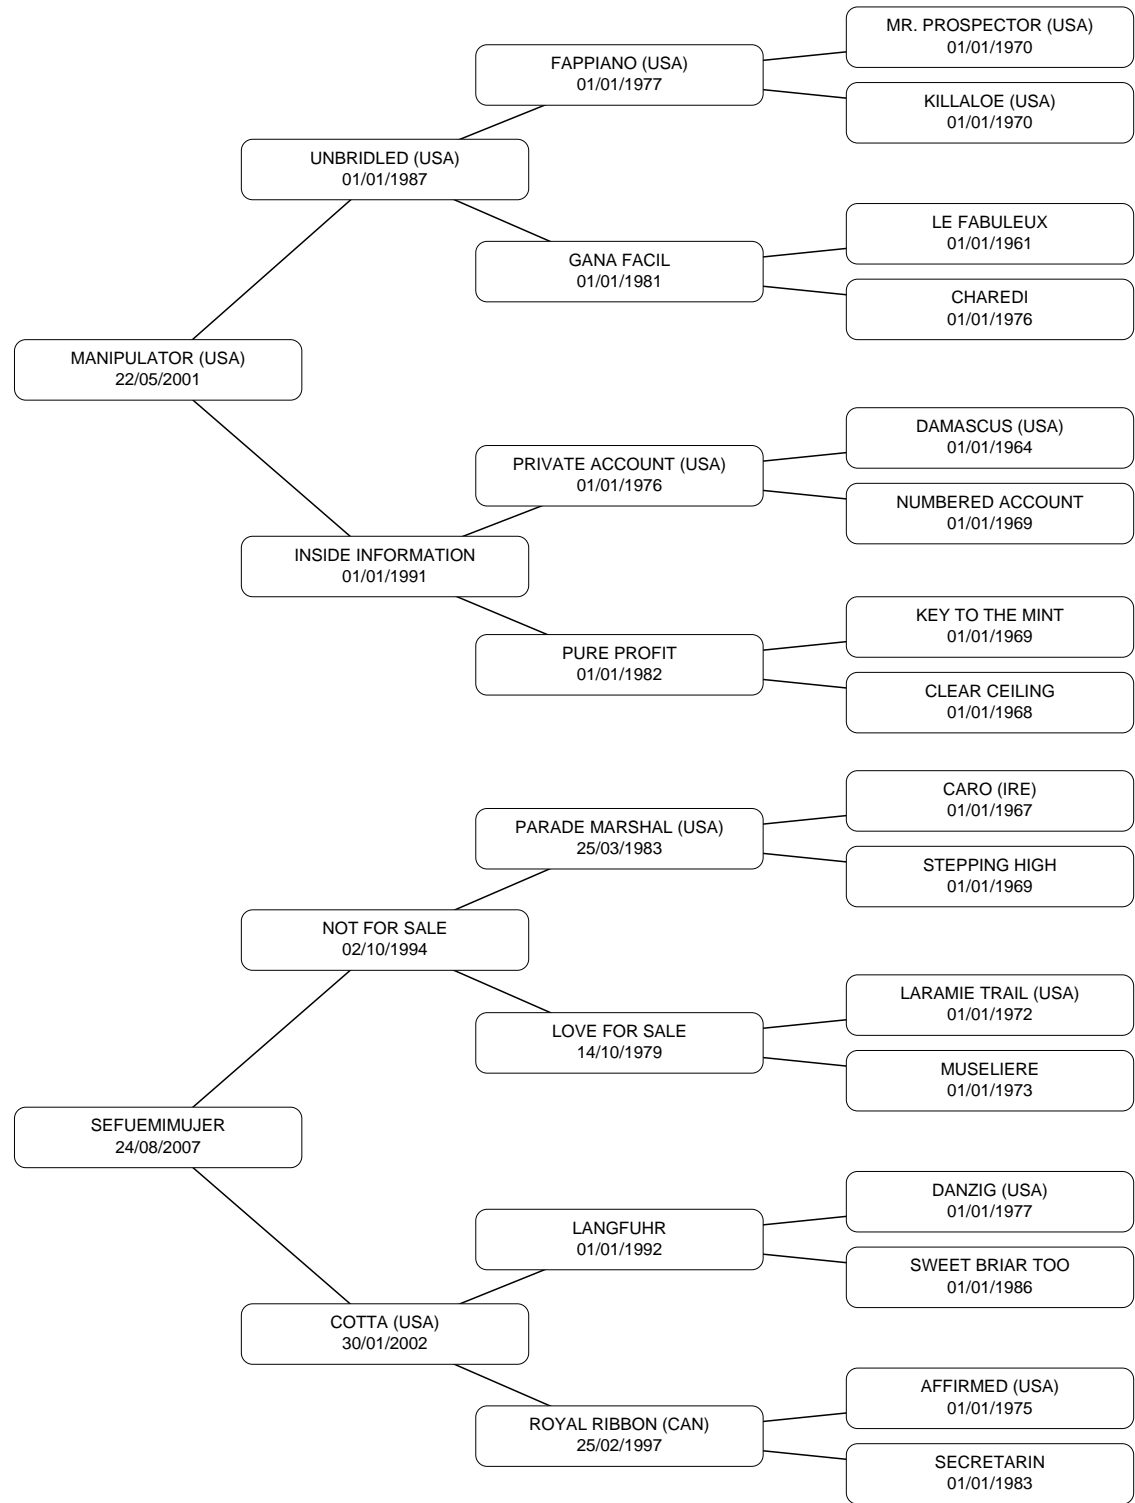 MR. PROSPECTOR (USA)
01/01/1970
FAPPIANO (USA)
01/01/1977
KILLALOE (USA)
01/01/1970
UNBRIDLED (USA)
01/01/1987
LE FABULEUX
01/01/1961
GANA FACIL
01/01/1981
CHAREDI
01/01/1976
MANIPULATOR (USA)
22/05/2001
DAMASCUS (USA)
01/01/1964
PRIVATE ACCOUNT (USA)
01/01/1976
NUMBERED ACCOUNT
01/01/1969
INSIDE INFORMATION
01/01/1991
KEY TO THE MINT
01/01/1969
PURE PROFIT
01/01/1982
CLEAR CEILING
01/01/1968
CARO (IRE)
01/01/1967
PARADE MARSHAL (USA)
25/03/1983
STEPPING HIGH
01/01/1969
NOT FOR SALE
02/10/1994
LARAMIE TRAIL (USA)
01/01/1972
LOVE FOR SALE
14/10/1979
MUSELIERE
01/01/1973
SEFUEMIMUJER
24/08/2007
DANZIG (USA)
01/01/1977
LANGFUHR
01/01/1992
SWEET BRIAR TOO
01/01/1986
COTTA (USA)
30/01/2002
AFFIRMED (USA)
01/01/1975
ROYAL RIBBON (CAN)
25/02/1997
SECRETARIN
01/01/1983